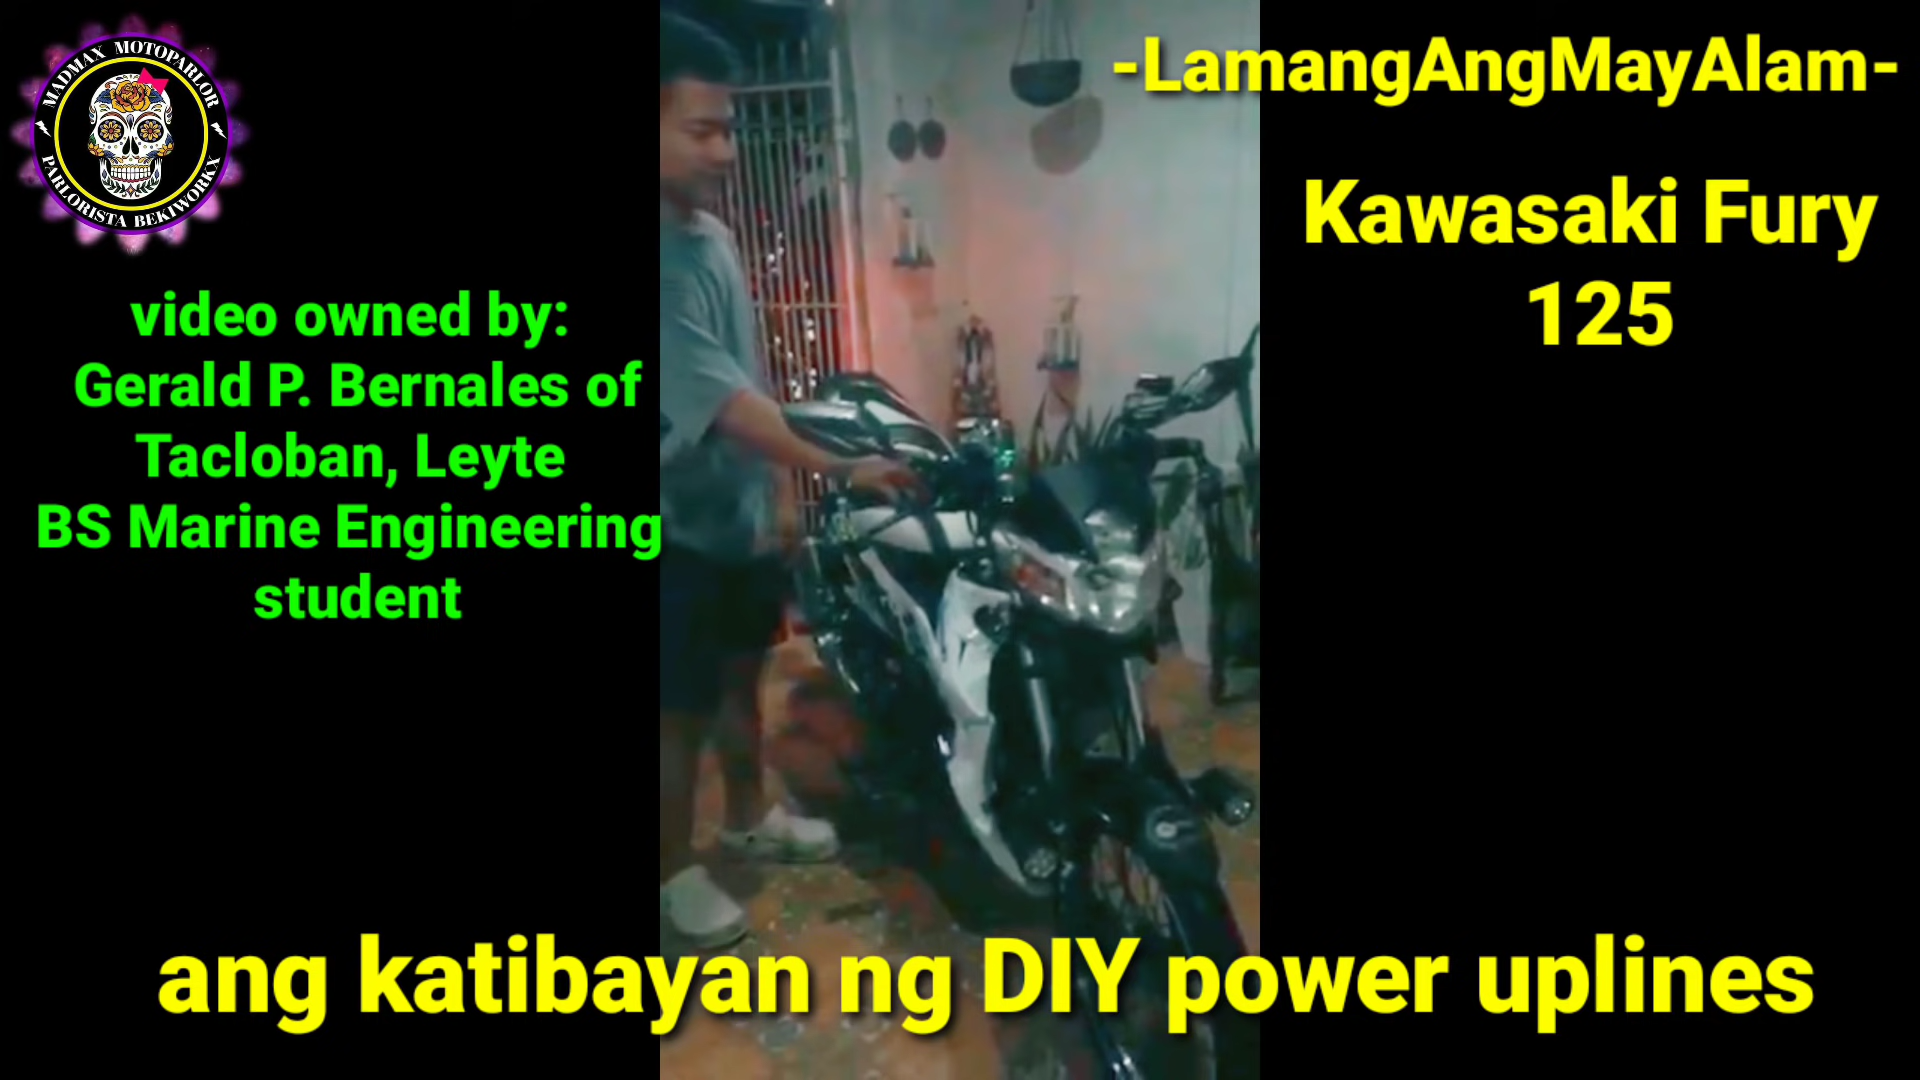 MADMAX MOTOPARLOR
PARLORISTA BEKIWORKX
-LamangAngMayAlam-
Kawasaki Fury
125
video owned by:
Gerald P. Bernales of
Tacloban, Leyte
BS Marine Engineering
student
ang katibayan ng DIY power uplines